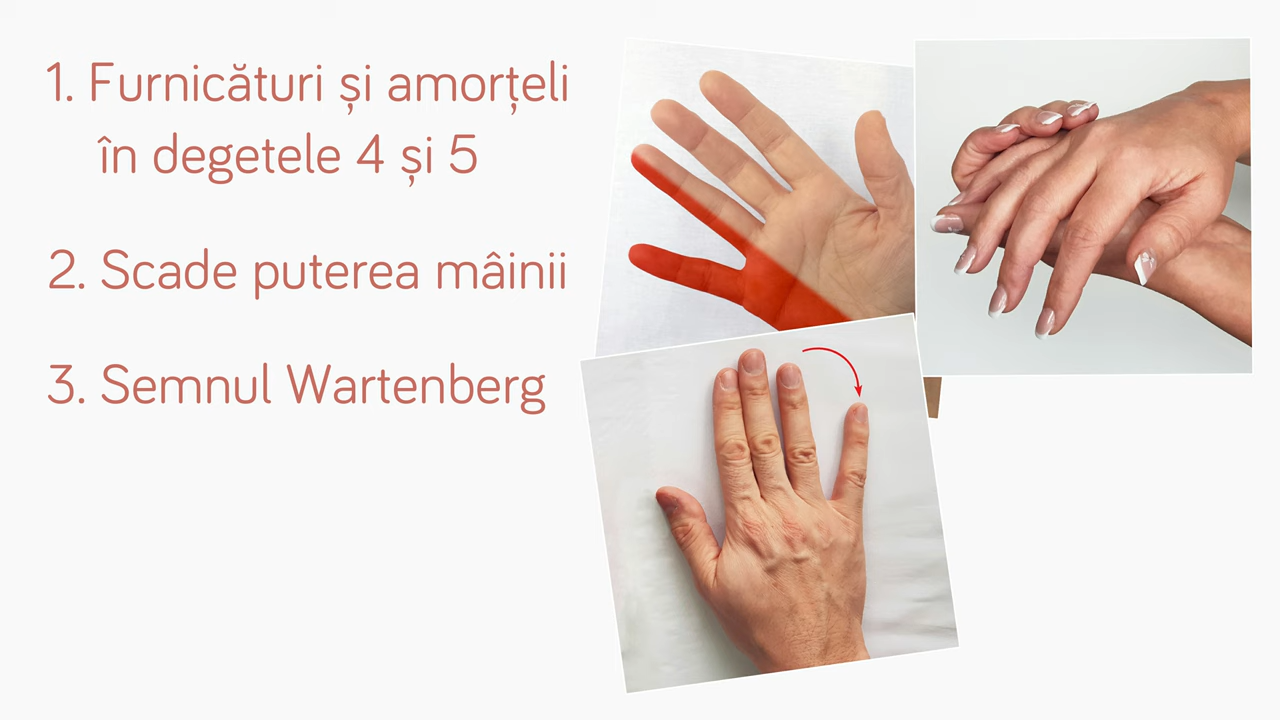 1. Furnicături și amorțeli
în degetele 4 și 5
2. Scade puterea mâinii
3. Semnul Wartenberg